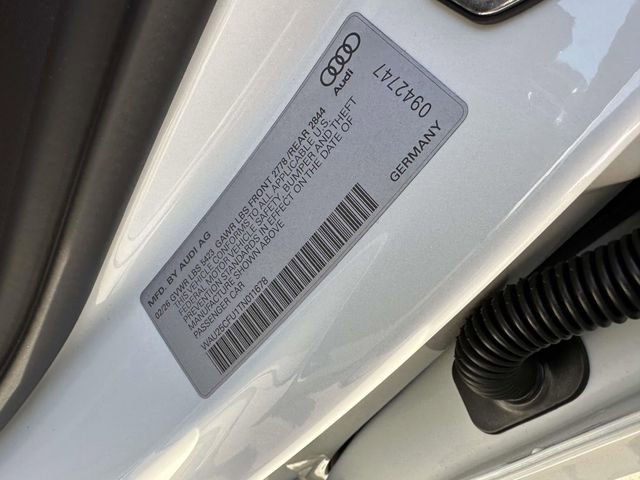 Audi
0942747
MFD. BY AUDI AG
02/26 GVWR LBS 5423 GAWR LBS FRONT 2778/REAR 2844
THIS VEHICLE CONFORMS TO ALL APPLICABLE U.S.
FEDERAL MOTOR VEHICLE SAFETY, BUMPER AND THEFT
PREVENTION STANDARDS IN EFFECT ON THE DATE OF
MANUFACTURE SHOWN ABOVE
PASSENGER CAR
GERMANY